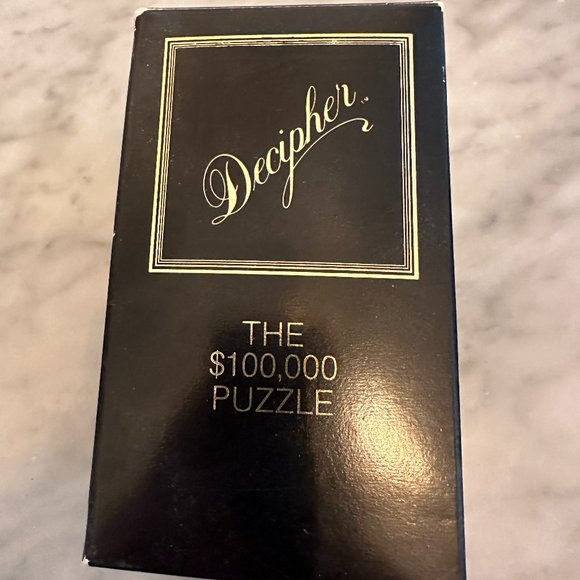 Decipher
THE
$100,000
PUZZLE